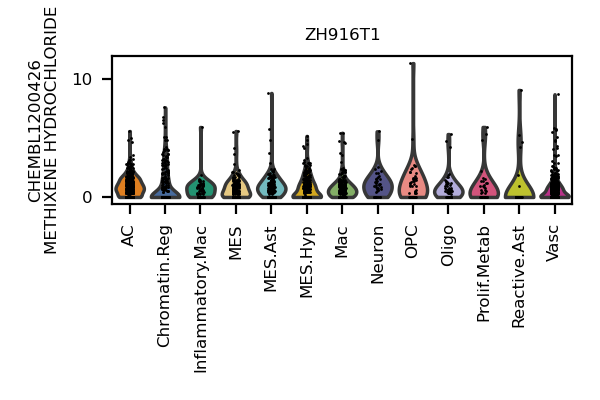 ZH916T1
CHEMBL1200426
METHIXENE HYDROCHLORIDE
10
0
AC
Chromatin.Reg
Inflammatory.Mac
MES
MES.Ast
MES.Hyp
Mac
Neuron
OPC
Oligo
Prolif.Metab
Reactive.Ast
Vasc